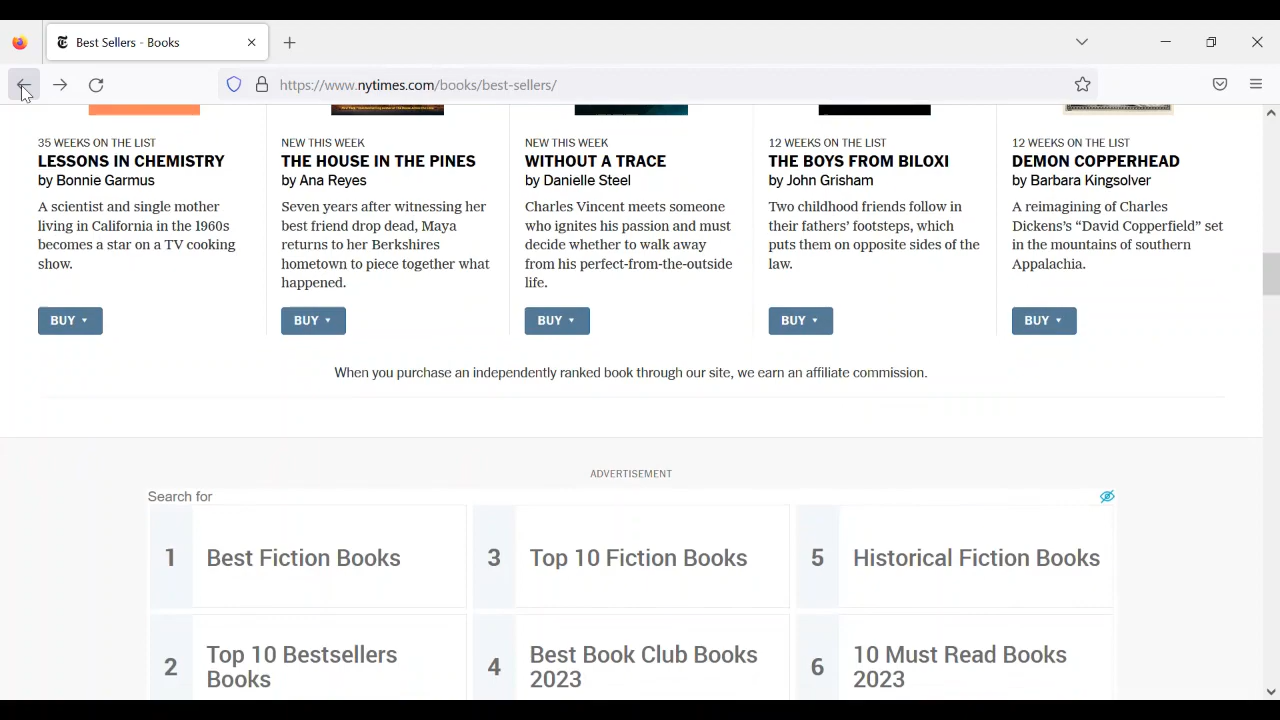 Best Sellers - Books
https://www.nytimes.com/books/best-sellers/
35 WEEKS ON THE LIST
LESSONS IN CHEMISTRY
by Bonnie Garmus
A scientist and single mother
living in California in the 1960s
becomes a star on a TV cooking
show.
BUY
NEW THIS WEEK
THE HOUSE IN THE PINES
by Ana Reyes
Seven years after witnessing her
best friend drop dead, Maya
returns to her Berkshires
hometown to piece together what
happened.
BUY
NEW THIS WEEK
WITHOUT A TRACE
by Danielle Steel
Charles Vincent meets someone
who ignites his passion and must
decide whether to walk away
from his perfect-from-the-outside
life.
BUY
12 WEEKS ON THE LIST
THE BOYS FROM BILOXI
by John Grisham
Two childhood friends follow in
their fathers' footsteps, which
puts them on opposite sides of the
law.
BUY
12 WEEKS ON THE LIST
DEMON COPPERHEAD
by Barbara Kingsolver
A reimagining of Charles
Dickens's “David Copperfield” set
in the mountains of southern
Appalachia.
BUY
When you purchase an independently ranked book through our site, we earn an affiliate commission.
ADVERTISEMENT
Search for
1 Best Fiction Books
2 Top 10 Bestsellers
Books
3 Top 10 Fiction Books
4 Best Book Club Books
2023
5 Historical Fiction Books
6 10 Must Read Books
2023